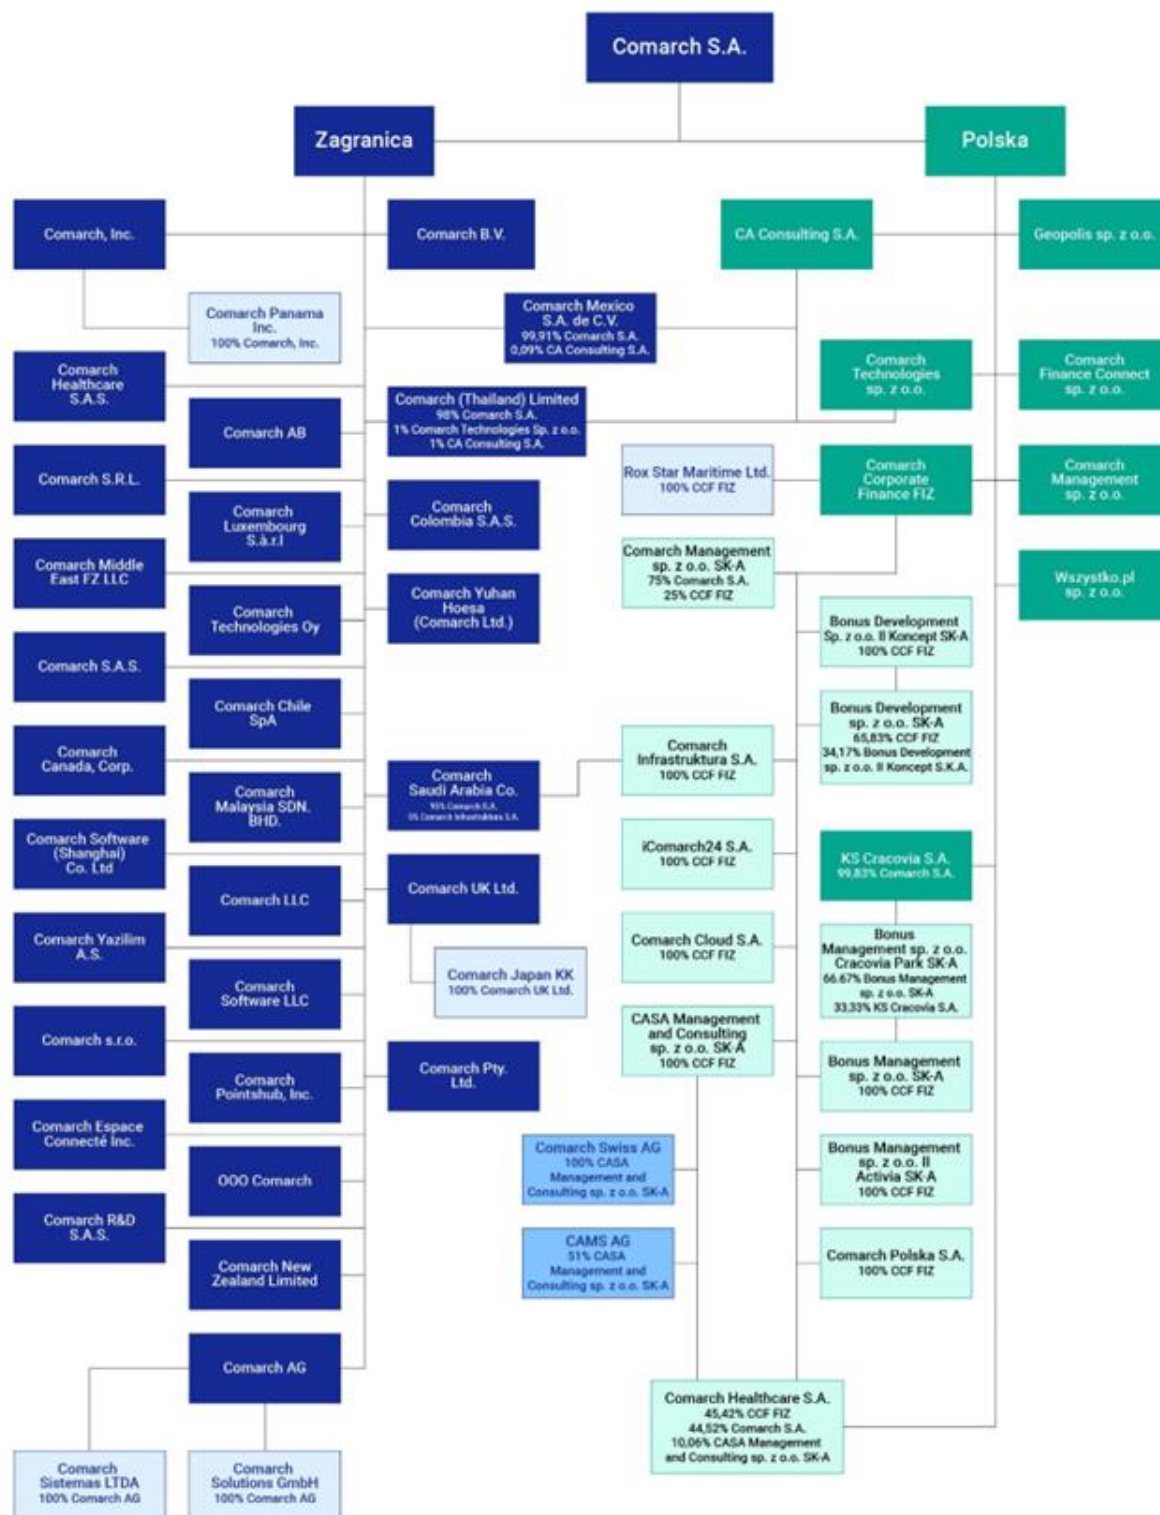 Comarch S.A.
Zagranica
Polska
Comarch, Inc.
Comarch B.V.
CA Consulting S.A.
Geopolis sp. z o.o.
Comarch Panama
Inc.
100% Comarch, Inc.
Comarch Mexico
S.A. de C.V.
99,91% Comarch S.A.
0,09% CA Consulting S.A.
Comarch
Healthcare
S.A.S.
Comarch
Technologies
sp. z o.o.
Comarch
Finance Connect
sp. z o.o.
Comarch AB
Comarch (Thailand) Limited
98% Comarch S.A.
1% Comarch Technologies Sp. z o.o.
1% CA Consulting S.A.
Comarch S.R.L.
Rox Star Maritime Ltd.
100% CCF FIZ
Comarch
Corporate
Finance FIZ
Comarch
Management
sp. z o.o.
Comarch
Luxembourg
S.à.r.l
Comarch
Colombia S.A.S.
Comarch Middle
East FZ LLC
Comarch Management
sp. z o.o. SK-A
75% Comarch S.A.
25% CCF FIZ
Wszystko.pl
sp. z o.o.
Comarch
Technologies Oy
Comarch Yuhan
Hoesa
(Comarch Ltd.)
Bonus Development
Sp. z o.o. II Koncept SK-A
100% CCF FIZ
Comarch S.A.S.
Comarch Chile
SpA
Bonus Development
sp. z o.o. SK-A
65,83% CCF FIZ
34,17% Bonus Development
sp. z o.o. II Koncept S.K.A.
Comarch
Canada, Corp.
Comarch
Infrastruktura S.A.
100% CCF FIZ
Comarch
Malaysia SDN.
BHD.
Comarch
Saudi Arabia Co.
95% Comarch S.A.
5% Comarch Infrastruktura S.A.
Comarch Software
(Shanghai)
Co. Ltd
iComarch24 S.A.
100% CCF FIZ
KS Cracovia S.A.
99,83% Comarch S.A.
Comarch LLC
Comarch UK Ltd.
Comarch Yazilim
A.S.
Comarch Cloud S.A.
100% CCF FIZ
Bonus
Management sp. z o.o.
Cracovia Park SK-A
66.67% Bonus Management
sp. z o.o. SK-A
33,33% KS Cracovia S.A.
Comarch
Software LLC
Comarch Japan KK
100% Comarch UK Ltd.
Comarch s.r.o.
CASA Management
and Consulting
sp. z o.o. SK-A
100% CCF FIZ
Comarch
Pointshub, Inc.
Comarch Pty.
Ltd.
Bonus Management
sp. z o.o. SK-A
100% CCF FIZ
Comarch Espace
Connecté Inc.
OOO Comarch
Comarch Swiss AG
100% CASA
Management and
Consulting sp. z o.o. SK-A
Bonus Management
sp. z o.o. II
Activia SK-A
100% CCF FIZ
Comarch R&D
S.A.S.
Comarch New
Zealand Limited
CAMS AG
51% CASA
Management and
Consulting sp. z o.o. SK-A
Comarch Polska S.A.
100% CCF FIZ
Comarch AG
Comarch Healthcare S.A.
45,42% CCF FIZ
44,52% Comarch S.A.
10,06% CASA Management
and Consulting sp. z o.o. SK-A
Comarch
Sistemas LTDA
100% Comarch AG
Comarch
Solutions GmbH
100% Comarch AG